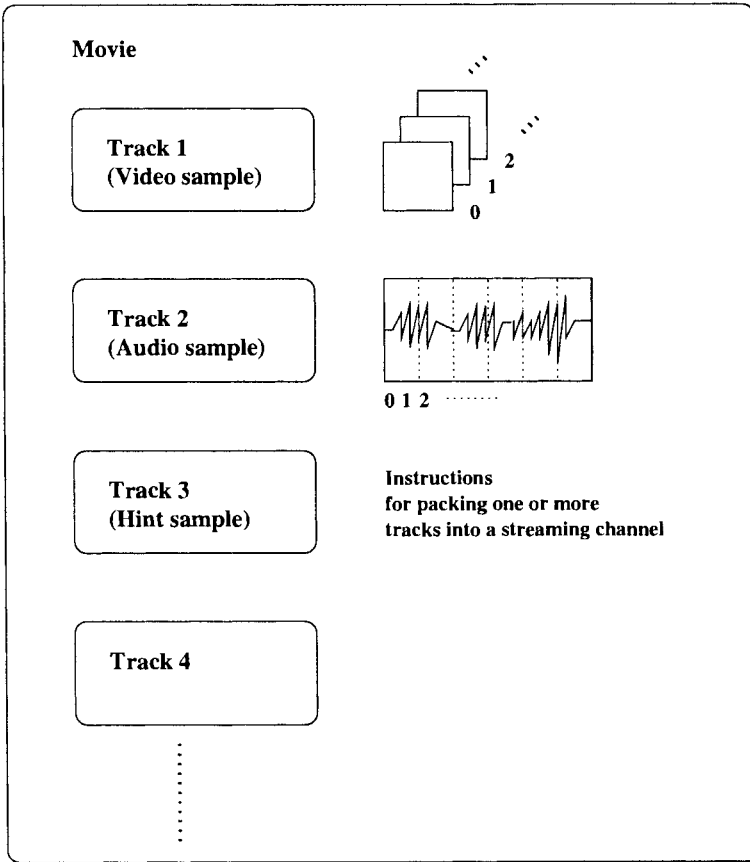 Movie
Track 1
(Video sample)
2
1
0
Track 2
(Audio sample)
0 1 2 ........
Track 3
(Hint sample)
Instructions
for packing one or more
tracks into a streaming channel
Track 4